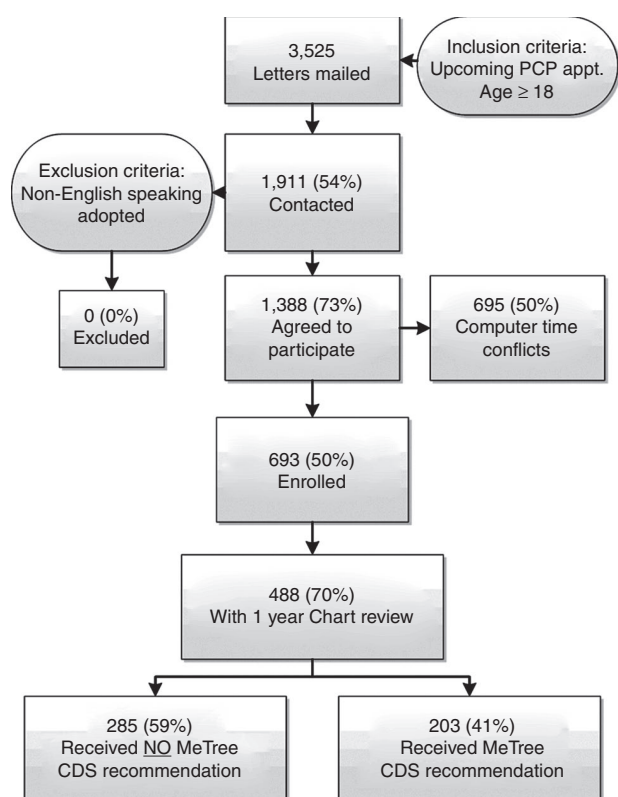 3,525
Letters mailed
Inclusion criteria:
Upcoming PCP appt.
Age ≥ 18
Exclusion criteria:
Non-English speaking
adopted
1,911 (54%)
Contacted
0 (0%)
Excluded
1,388 (73%)
Agreed to
participate
695 (50%)
Computer time
conflicts
693 (50%)
Enrolled
488 (70%)
With 1 year Chart review
285 (59%)
Received NO MeTree
CDS recommendation
203 (41%)
Received MeTree
CDS recommendation